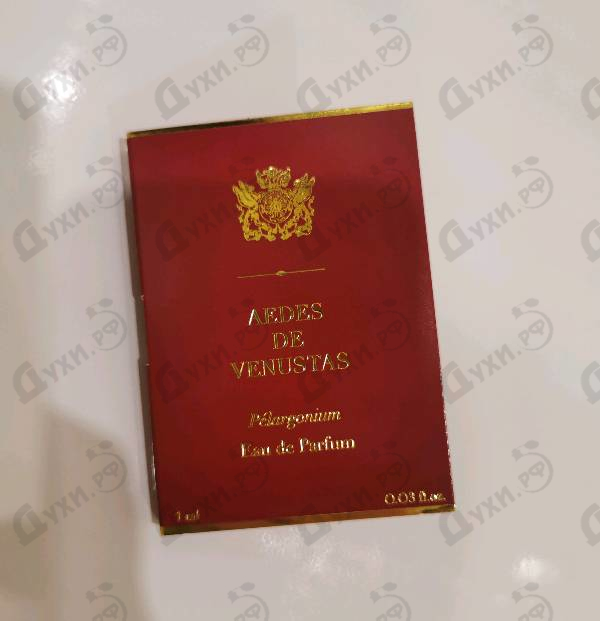 AEDES
DE
VENUSTAS
Pélargonium
Eau de Parfum
1 ml 0.03 fl.oz.
Духи.РФ